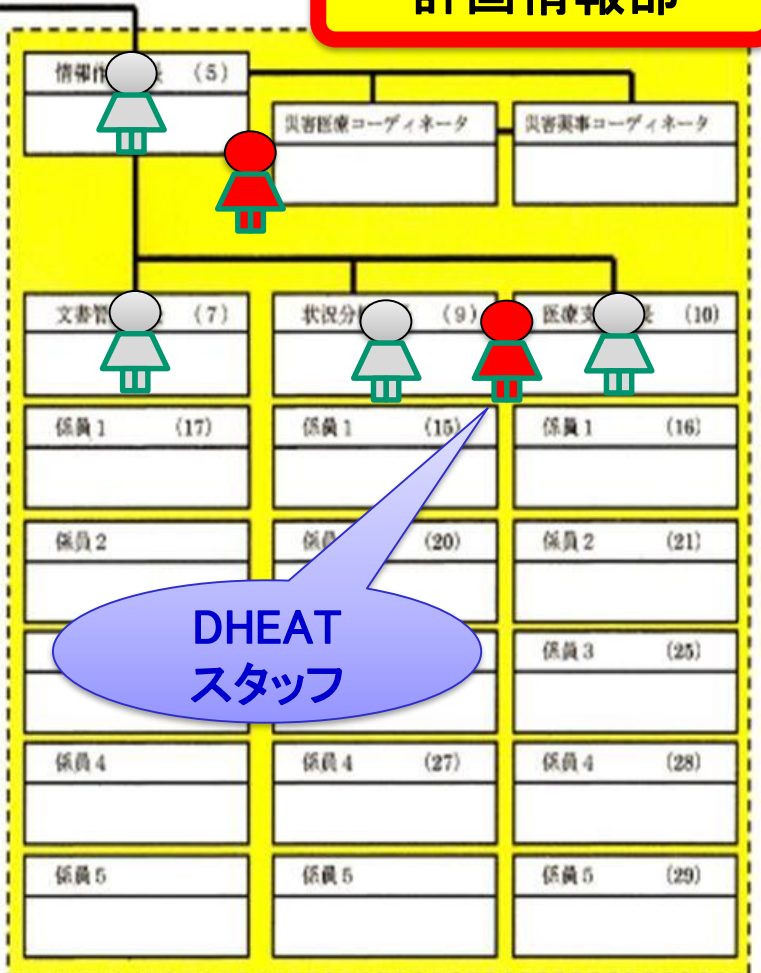 計画情報部
情報 (5)
災害医療コーディネータ
災害薬事コーディネータ
文書管 (7)
状況分 (9)
医療支 長 (10)
係員1 (17)
係員1 (15)
係員1 (16)
係員2
係員 (20)
係員2 (21)
DHEAT
スタッフ
係員3 (25)
係員4
係員4 (27)
係員4 (28)
係員5
係員5
係員5 (29)